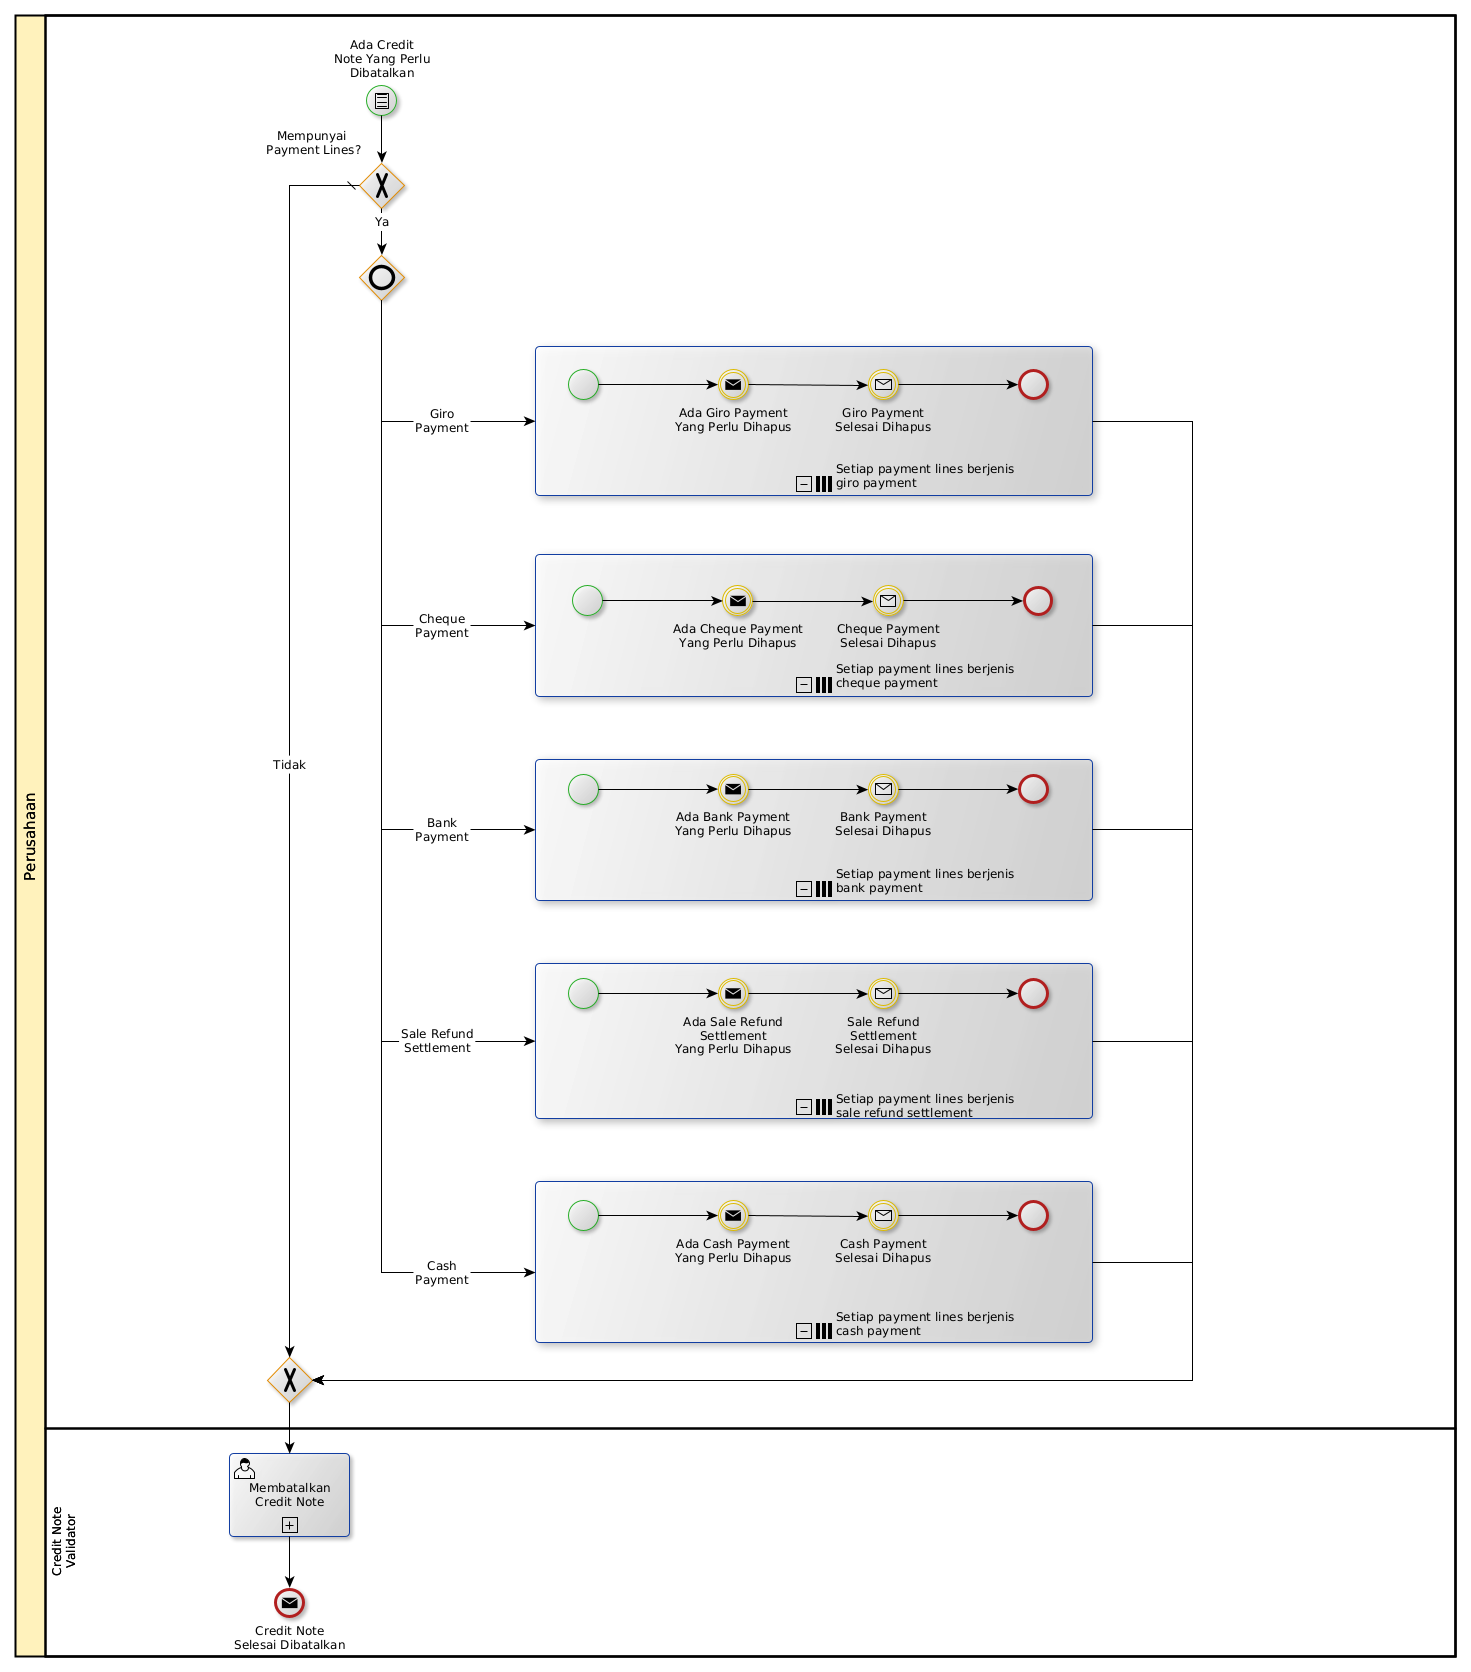 Ada Credit
Note Yang Perlu
Dibatalkan
Mempunyai
Payment Lines?
Ya
Giro
Payment
Ada Giro Payment
Yang Perlu Dihapus
Giro Payment
Selesai Dihapus
Setiap payment lines berjenis
giro payment
Cheque
Payment
Ada Cheque Payment
Yang Perlu Dihapus
Cheque Payment
Selesai Dihapus
Setiap payment lines berjenis
cheque payment
Tidak
Perusahaan
Bank
Payment
Ada Bank Payment
Yang Perlu Dihapus
Bank Payment
Selesai Dihapus
Setiap payment lines berjenis
bank payment
Sale Refund
Settlement
Ada Sale Refund
Settlement
Yang Perlu Dihapus
Sale Refund
Settlement
Selesai Dihapus
Setiap payment lines berjenis
sale refund settlement
Cash
Payment
Ada Cash Payment
Yang Perlu Dihapus
Cash Payment
Selesai Dihapus
Setiap payment lines berjenis
cash payment
Credit Note
Validator
Membatalkan
Credit Note
Credit Note
Selesai Dibatalkan